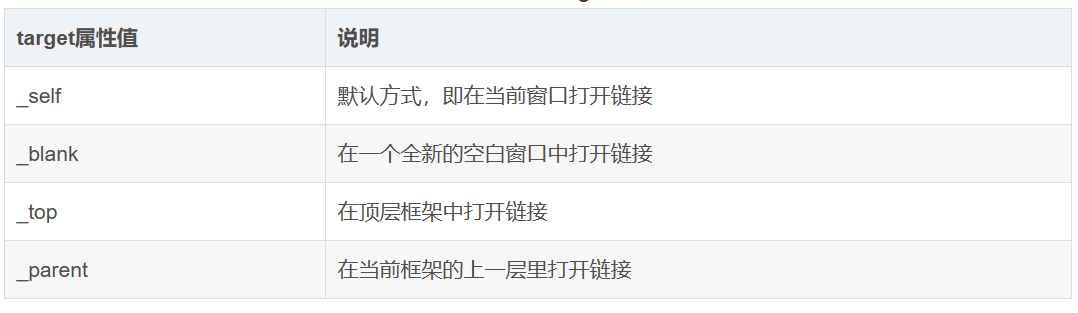 target属性值 说明
_self 默认方式，即在当前窗口打开链接
_blank 在一个全新的空白窗口中打开链接
_top 在顶层框架中打开链接
_parent 在当前框架的上一层里打开链接